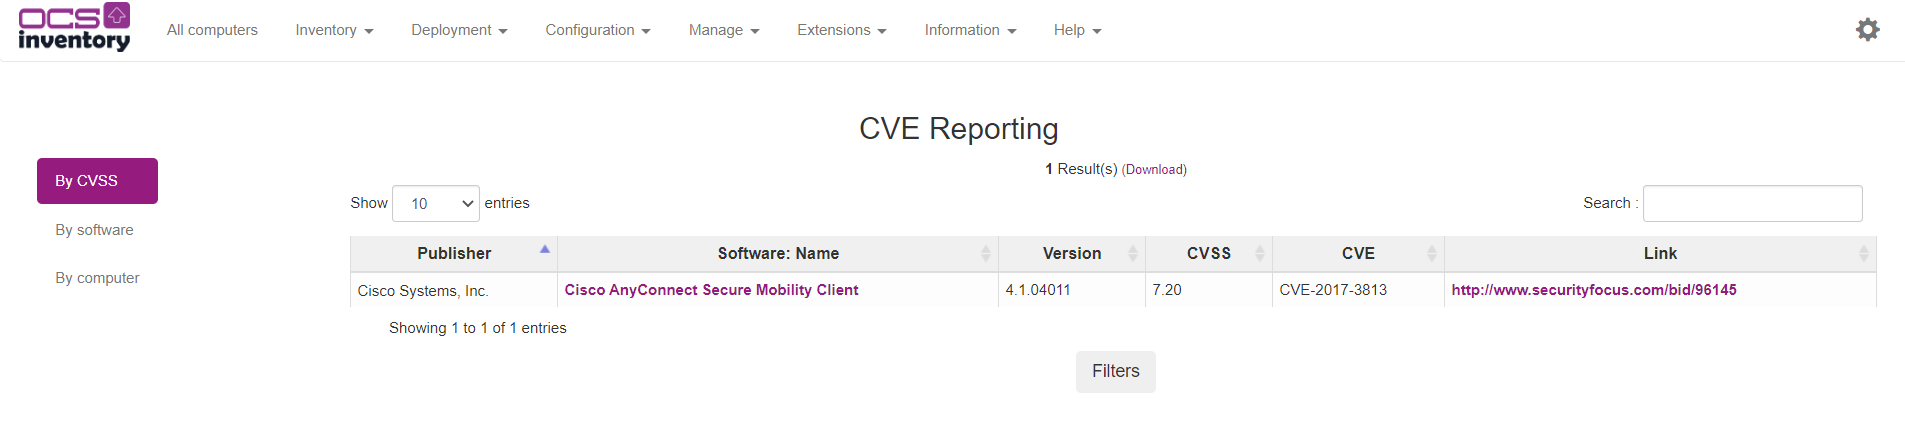 OCS
inventory
All computers Inventory Deployment Configuration Manage Extensions Information Help
CVE Reporting
By CVSS
By software
By computer
1 Result(s) (Download)
Show 10 entries
Search :
Publisher Software: Name Version CVSS CVE Link
Cisco Systems, Inc. Cisco AnyConnect Secure Mobility Client 4.1.04011 7.20 CVE-2017-3813 http://www.securityfocus.com/bid/96145
Showing 1 to 1 of 1 entries
Filters